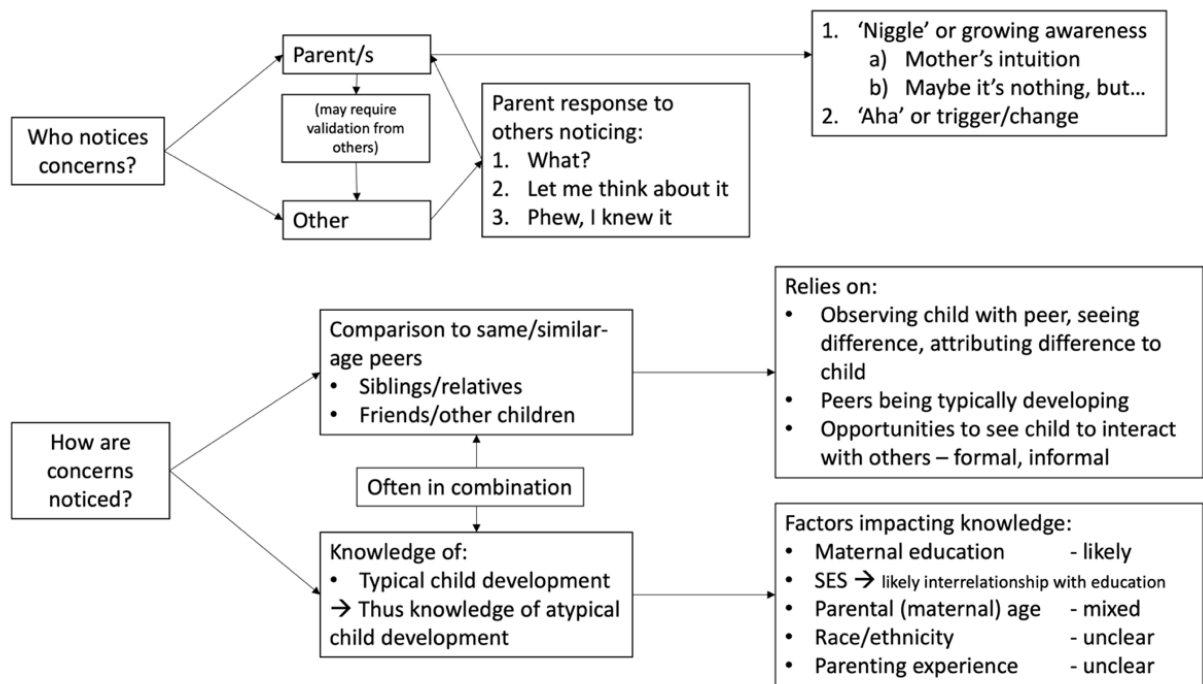 Who notices
concerns?
Parent/s
(may require
validation from
others)
Other
Parent response to
others noticing:
1. What?
2. Let me think about it
3. Phew, I knew it
1. ‘Niggle’ or growing awareness
a) Mother’s intuition
b) Maybe it’s nothing, but…
2. ‘Aha’ or trigger/change
How are
concerns
noticed?
Comparison to same/similar-
age peers
• Siblings/relatives
• Friends/other children
Often in combination
Knowledge of:
• Typical child development
→ Thus knowledge of atypical
child development
Relies on:
• Observing child with peer, seeing
difference, attributing difference to
child
• Peers being typically developing
• Opportunities to see child to interact
with others – formal, informal
Factors impacting knowledge:
• Maternal education - likely
• SES → likely interrelationship with education
• Parental (maternal) age - mixed
• Race/ethnicity - unclear
• Parenting experience - unclear